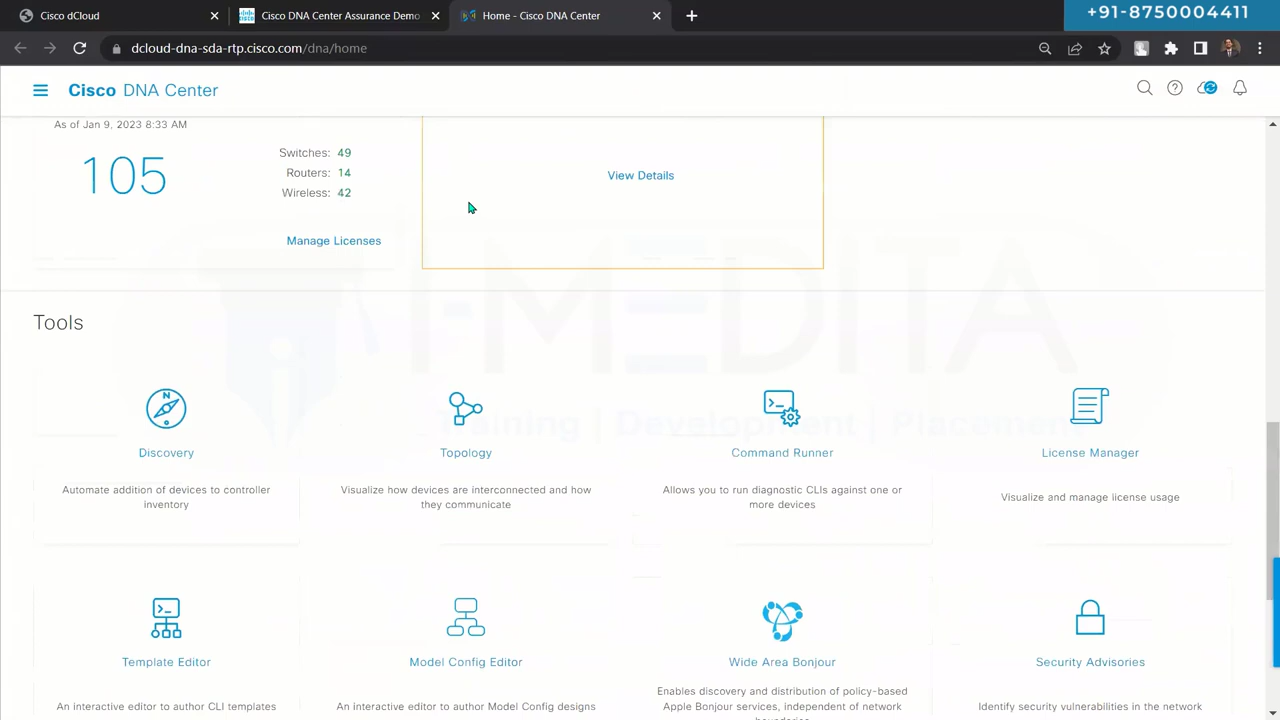 Cisco dCloud
Cisco DNA Center Assurance Demo
Home - Cisco DNA Center
+91-8750004411
dcloud-dna-sda-rtp.cisco.com/dna/home
Cisco DNA Center
As of Jan 9, 2023 8:33 AM
105
Switches: 49
Routers: 14
Wireless: 42
Manage Licenses
View Details
I-MEDITA
Training | Development | Placement
Tools
Discovery
Automate addition of devices to controller
inventory
Topology
Visualize how devices are interconnected and how
they communicate
Command Runner
Allows you to run diagnostic CLIs against one or
more devices
License Manager
Visualize and manage license usage
Template Editor
An interactive editor to author CLI templates
Model Config Editor
An interactive editor to author Model Config designs
Wide Area Bonjour
Enables discovery and distribution of policy-based
Apple Bonjour services, independent of network
Security Advisories
Identify security vulnerabilities in the network